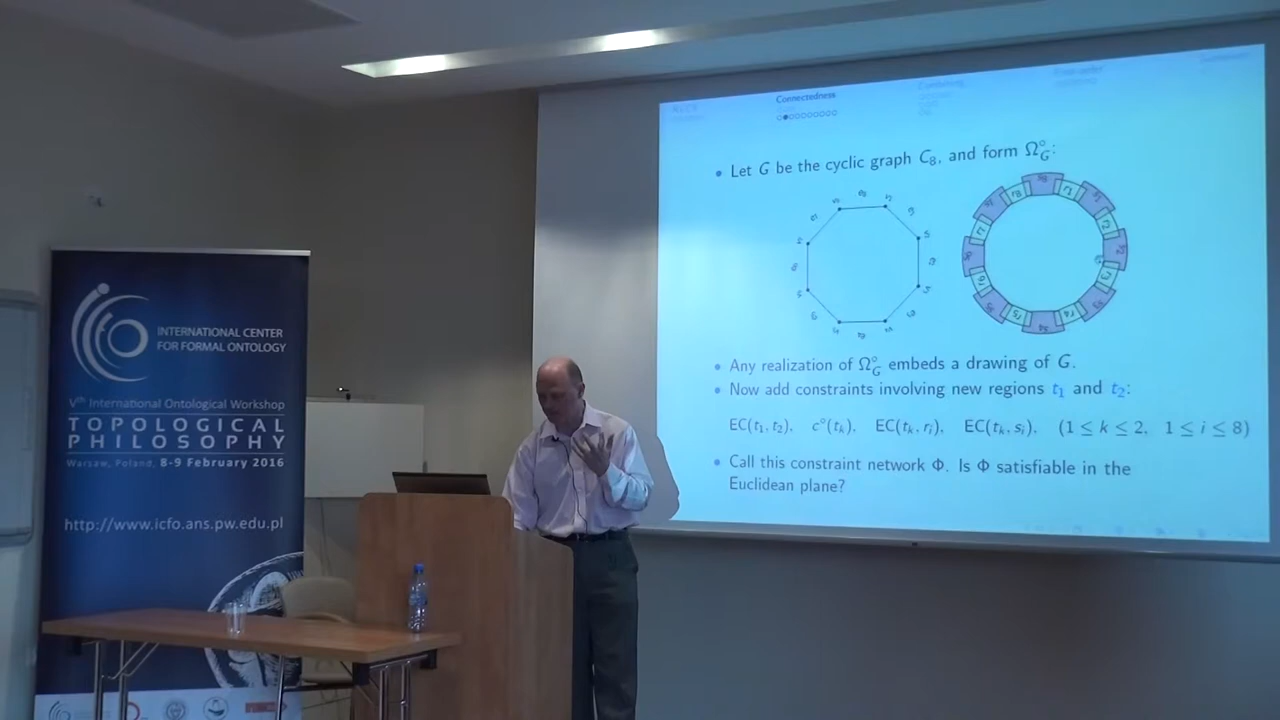 INTERNATIONAL CENTER
FOR FORMAL ONTOLOGY
Vth International Ontological Workshop
TOPOLOGICAL
PHILOSOPHY
Warsaw, Poland, 8-9 February 2016
http://www.icfo.ans.pw.edu.pl
Connectedness
• Let G be the cyclic graph C₈, and form Ω°_G:
• Any realization of Ω°_G embeds a drawing of G.
• Now add constraints involving new regions t₁ and t₂:
EC(t₁, t₂), c°(tₖ), EC(tₖ, rᵢ), EC(tₖ, sᵢ), (1 ≤ k ≤ 2, 1 ≤ i ≤ 8)
• Call this constraint network Φ. Is Φ satisfiable in the
Euclidean plane?